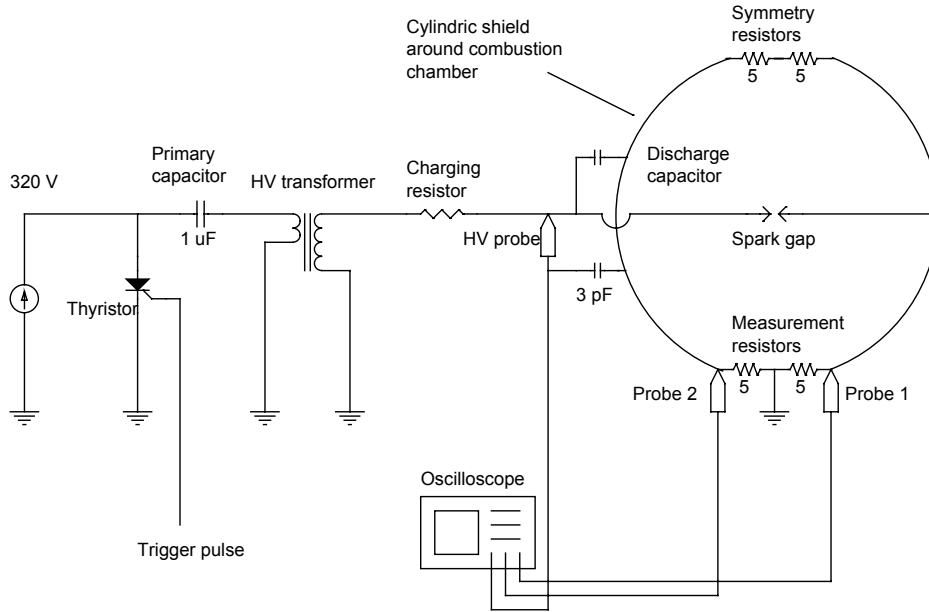 Cylindric shield
around combustion
chamber
Symmetry
resistors
5 5
Primary
capacitor
320 V
HV transformer
Charging
resistor
Discharge
capacitor
1 uF
HV probe
Spark gap
Thyristor
3 pF
Measurement
resistors
Probe 2
5 5
Probe 1
Oscilloscope
Trigger pulse